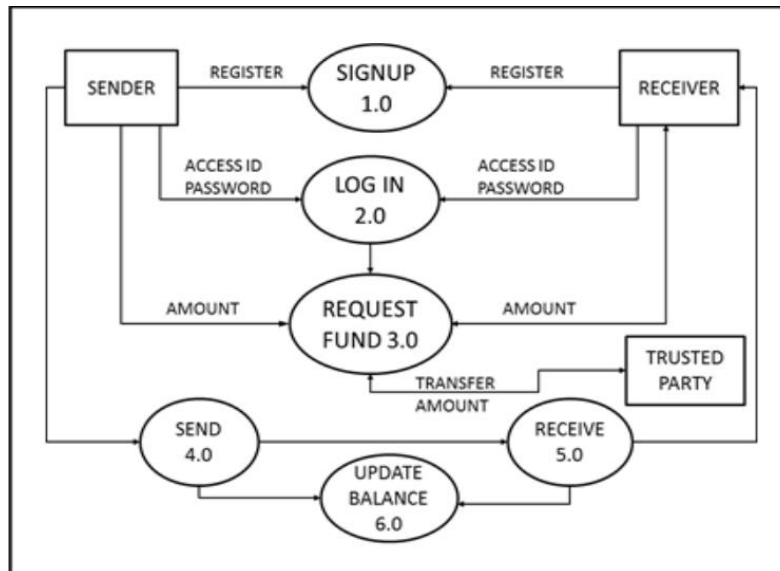 REGISTER
SIGNUP
1.0
REGISTER
SENDER
RECEIVER
ACCESS ID
PASSWORD
LOG IN
2.0
ACCESS ID
PASSWORD
AMOUNT
REQUEST
FUND 3.0
AMOUNT
TRUSTED
PARTY
TRANSFER
AMOUNT
SEND
4.0
RECEIVE
5.0
UPDATE
BALANCE
6.0